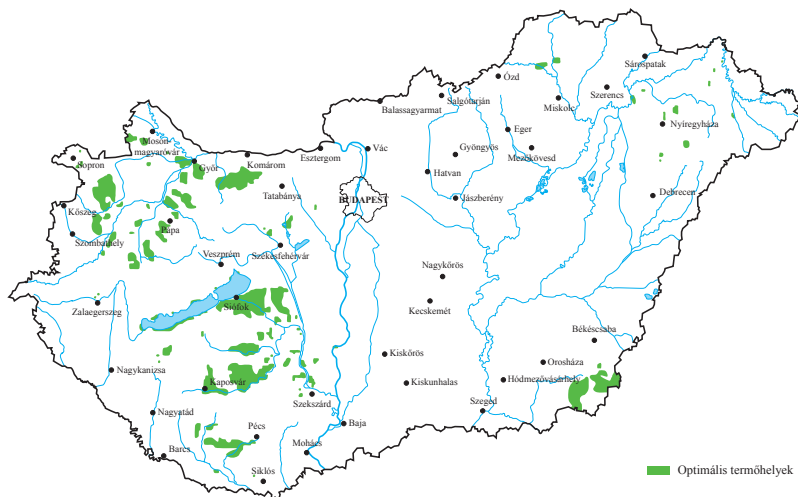 Sárospatak
Ózd
Szerencs
Salgótarján
Balassagyarmat
Miskolc
Nyíregyháza
Eger
Moson-
magyaróvár
Sopron
Győr
Komárom
Esztergom
Vác
Gyöngyös
Mezőkövesd
Hatvan
Tatabánya
Debrecen
BUDAPEST
Jászberény
Kőszeg
Pápa
Szombathely
Székesfehérvár
Veszprém
Nagykőrös
Siófok
Zalaegerszeg
Kecskemét
Békéscsaba
Kiskőrös
Orosháza
Nagykanizsa
Kaposvár
Kiskunhalas
Hódmezővásárhely
Szekszárd
Szeged
Nagyatád
Baja
Pécs
Mohács
Barcs
Siklós
Optimális termőhelyek